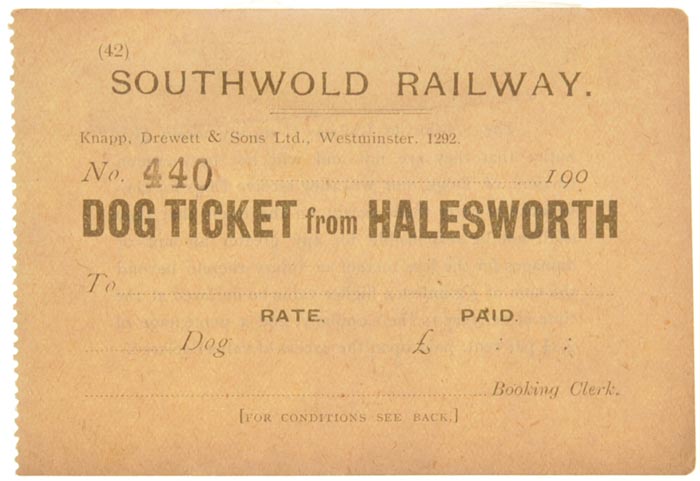 (42)
SOUTHWOLD RAILWAY.
Knapp, Drewett & Sons Ltd., Westminster. 1292.
No. 440 190
DOG TICKET from HALESWORTH
To
RATE. PAID.
Dog £ : :
Booking Clerk.
[FOR CONDITIONS SEE BACK.]